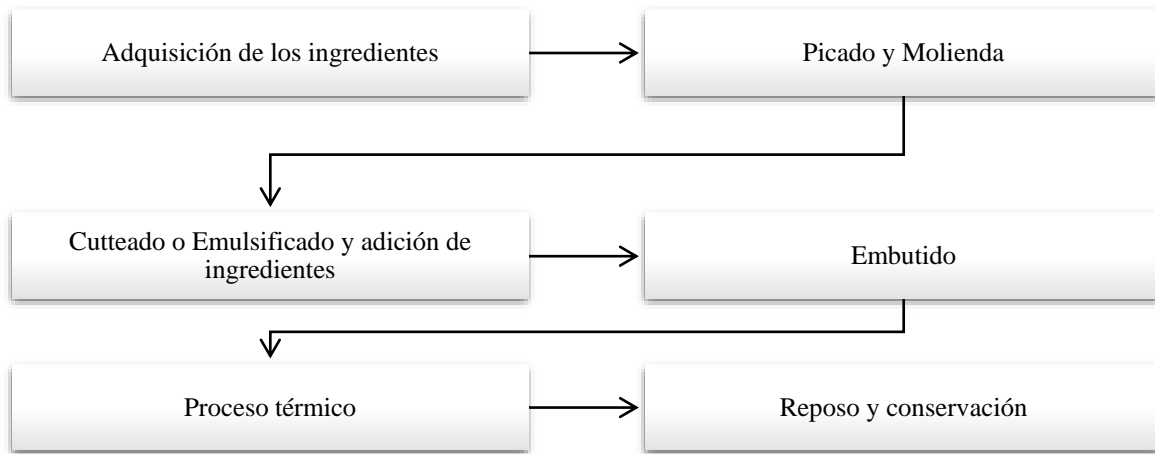 Adquisición de los ingredientes
Picado y Molienda
Cutteado o Emulsificado y adición de
ingredientes
Embutido
Proceso térmico
Reposo y conservación